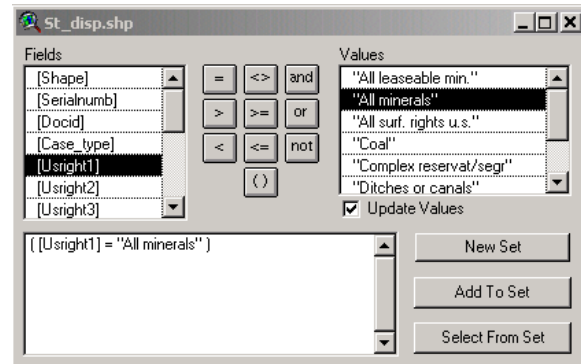 St_disp.shp
Fields
[Shape]
[Serialnumb]
[Docid]
[Case_type]
[Usright1]
[Usright2]
[Usright3]
= <> and
> >= or
< <= not
( )
Values
"All leaseable min."
"All minerals"
"All surf. rights u.s."
"Coal"
"Complex reservat/segr"
"Ditches or canals"
Update Values
( [Usright1] = "All minerals" )
New Set
Add To Set
Select From Set